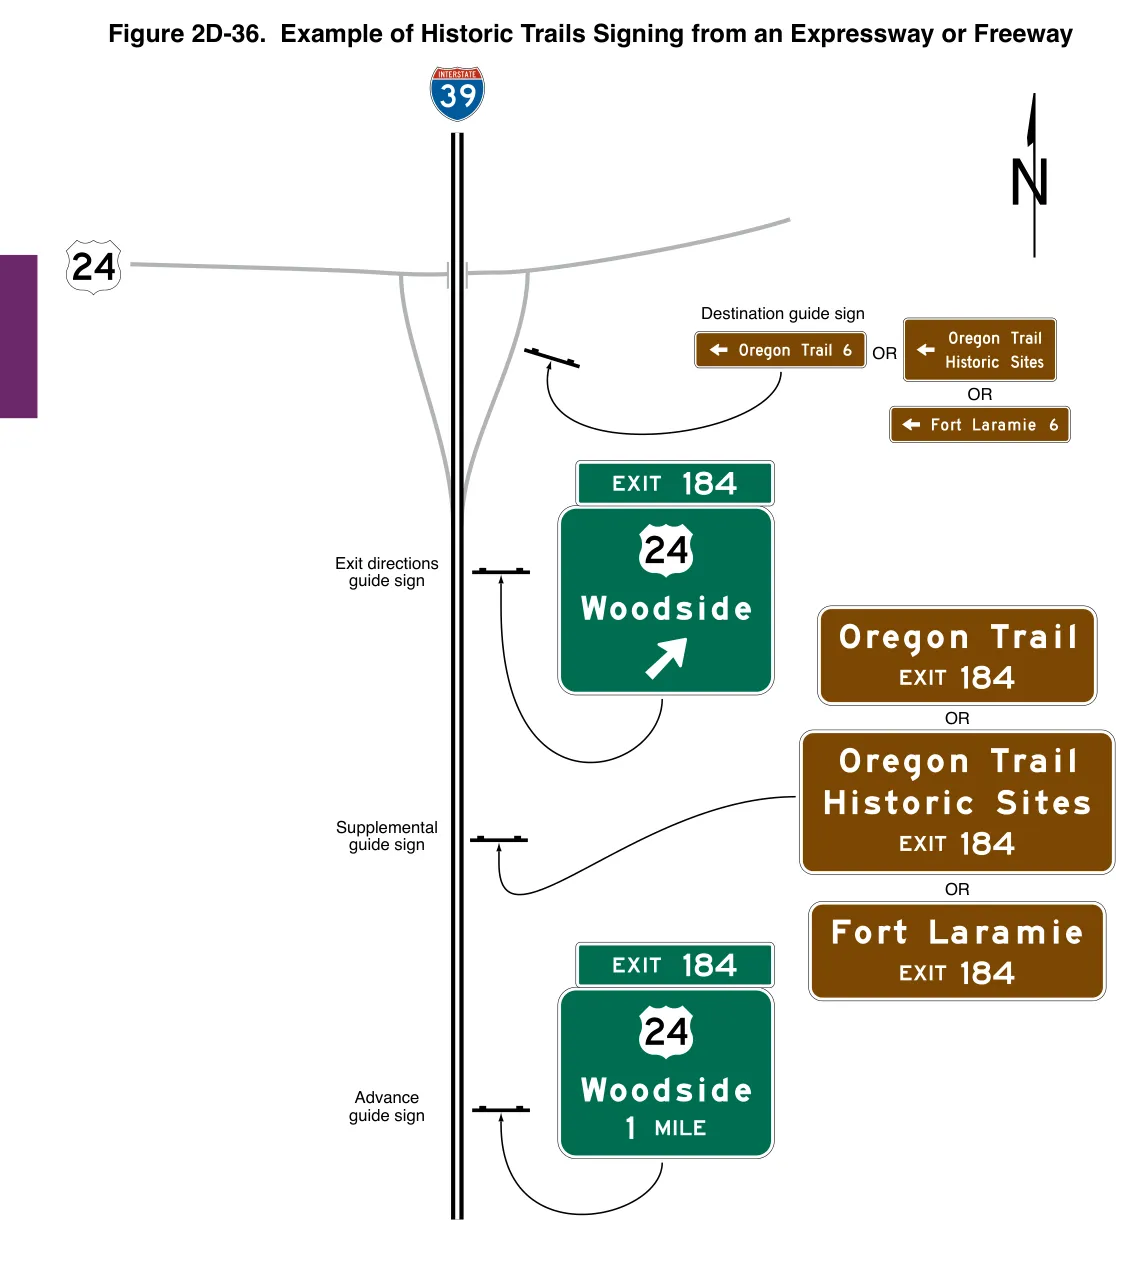 Figure 2D-36. Example of Historic Trails Signing from an Expressway or Freeway
INTERSTATE
39
N
24
Destination guide sign
Oregon Trail 6
OR
Oregon Trail
Historic Sites
OR
Fort Laramie 6
EXIT 184
24
Woodside
Exit directions
guide sign
Oregon Trail
EXIT 184
OR
Oregon Trail
Historic Sites
EXIT 184
Supplemental
guide sign
OR
Fort Laramie
EXIT 184
EXIT 184
24
Woodside
1 MILE
Advance
guide sign